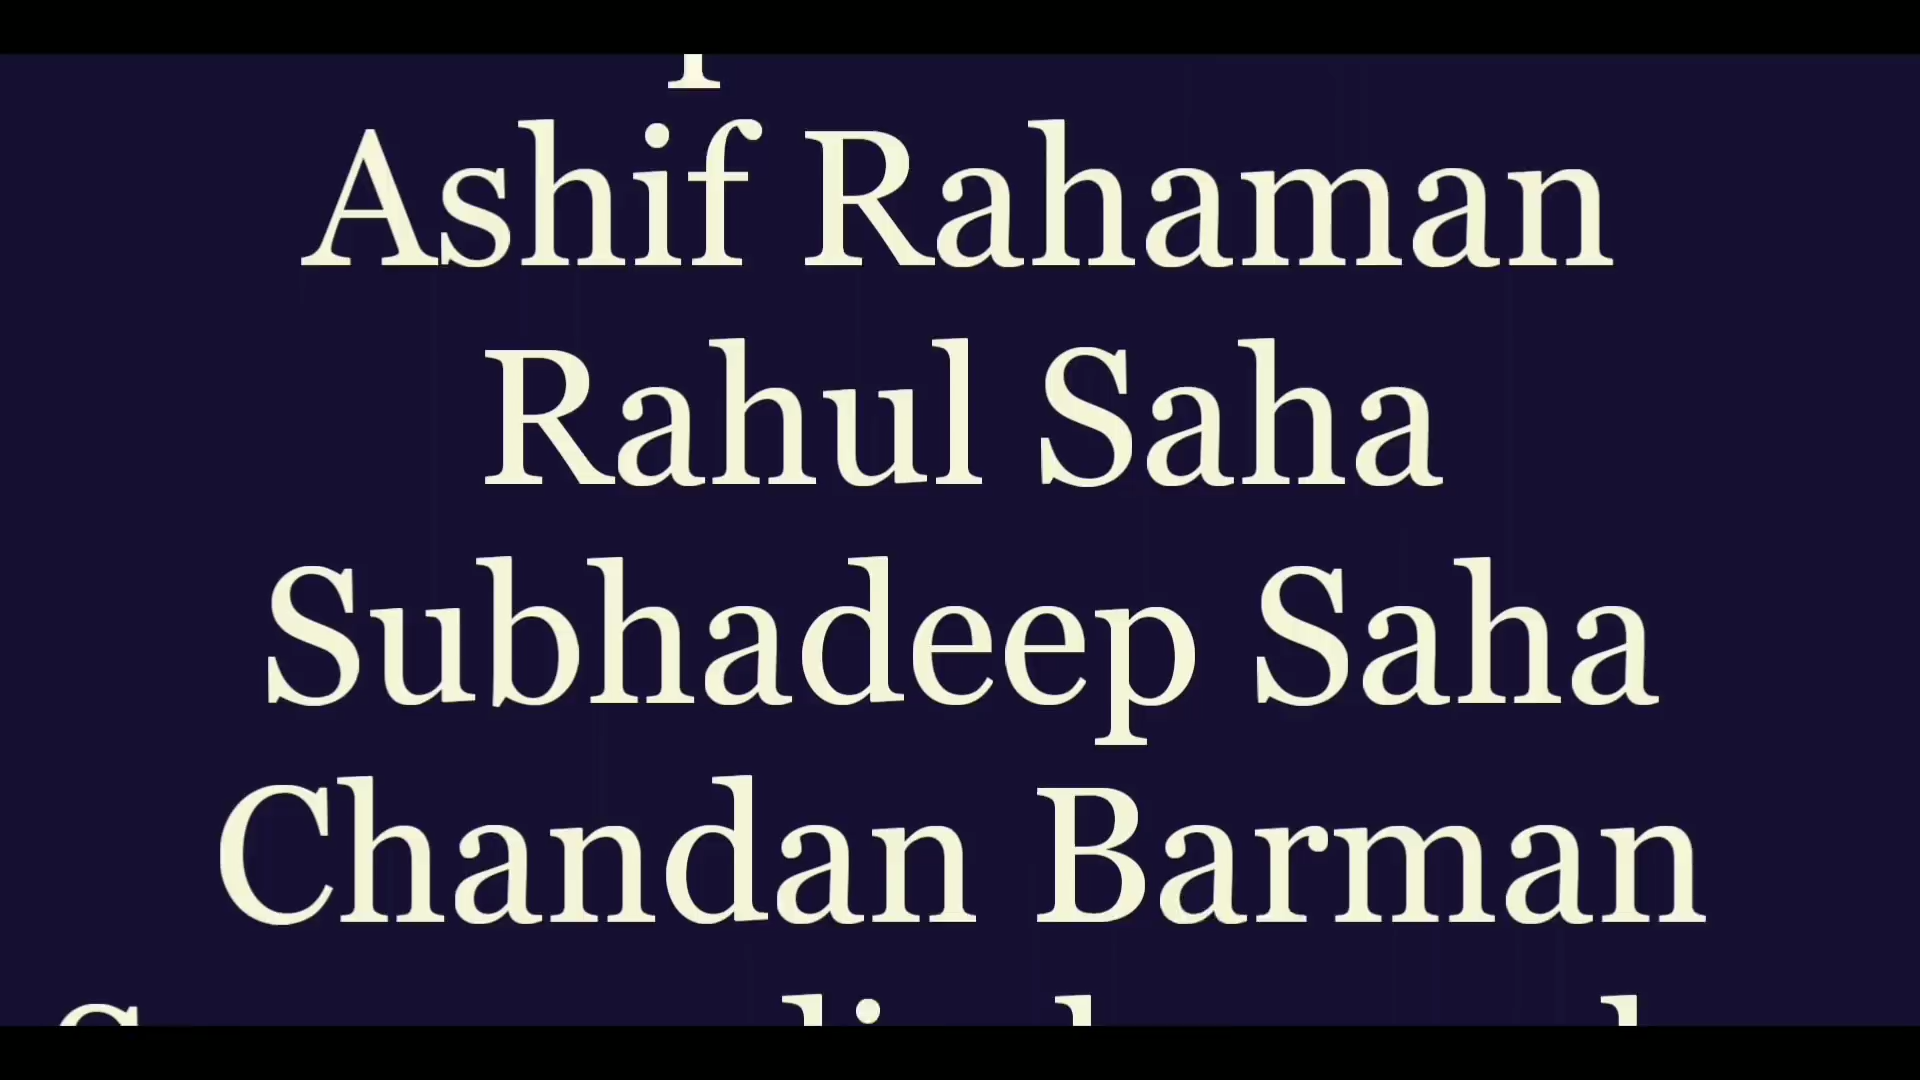 Ashif Rahaman
Rahul Saha
Subhadeep Saha
Chandan Barman